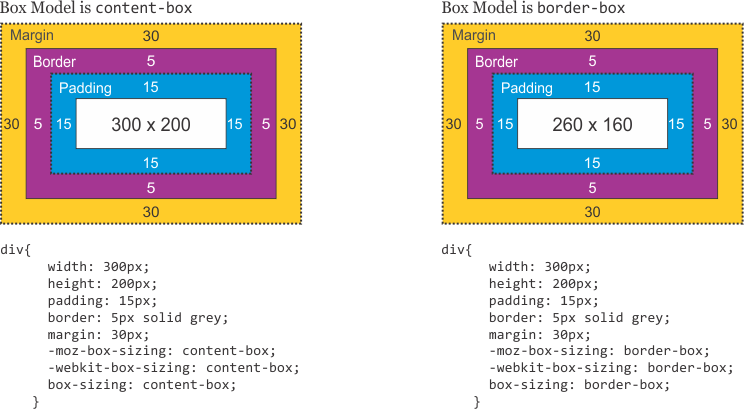 Box Model is content-box
Margin
30
Border
5
Padding
15
30 5 15 300 x 200 15 5 30
15
5
30
div{
width: 300px;
height: 200px;
padding: 15px;
border: 5px solid grey;
margin: 30px;
-moz-box-sizing: content-box;
-webkit-box-sizing: content-box;
box-sizing: content-box;
}
Box Model is border-box
Margin
30
Border
5
Padding
15
30 5 15 260 x 160 15 5 30
15
5
30
div{
width: 300px;
height: 200px;
padding: 15px;
border: 5px solid grey;
margin: 30px;
-moz-box-sizing: border-box;
-webkit-box-sizing: border-box;
box-sizing: border-box;
}